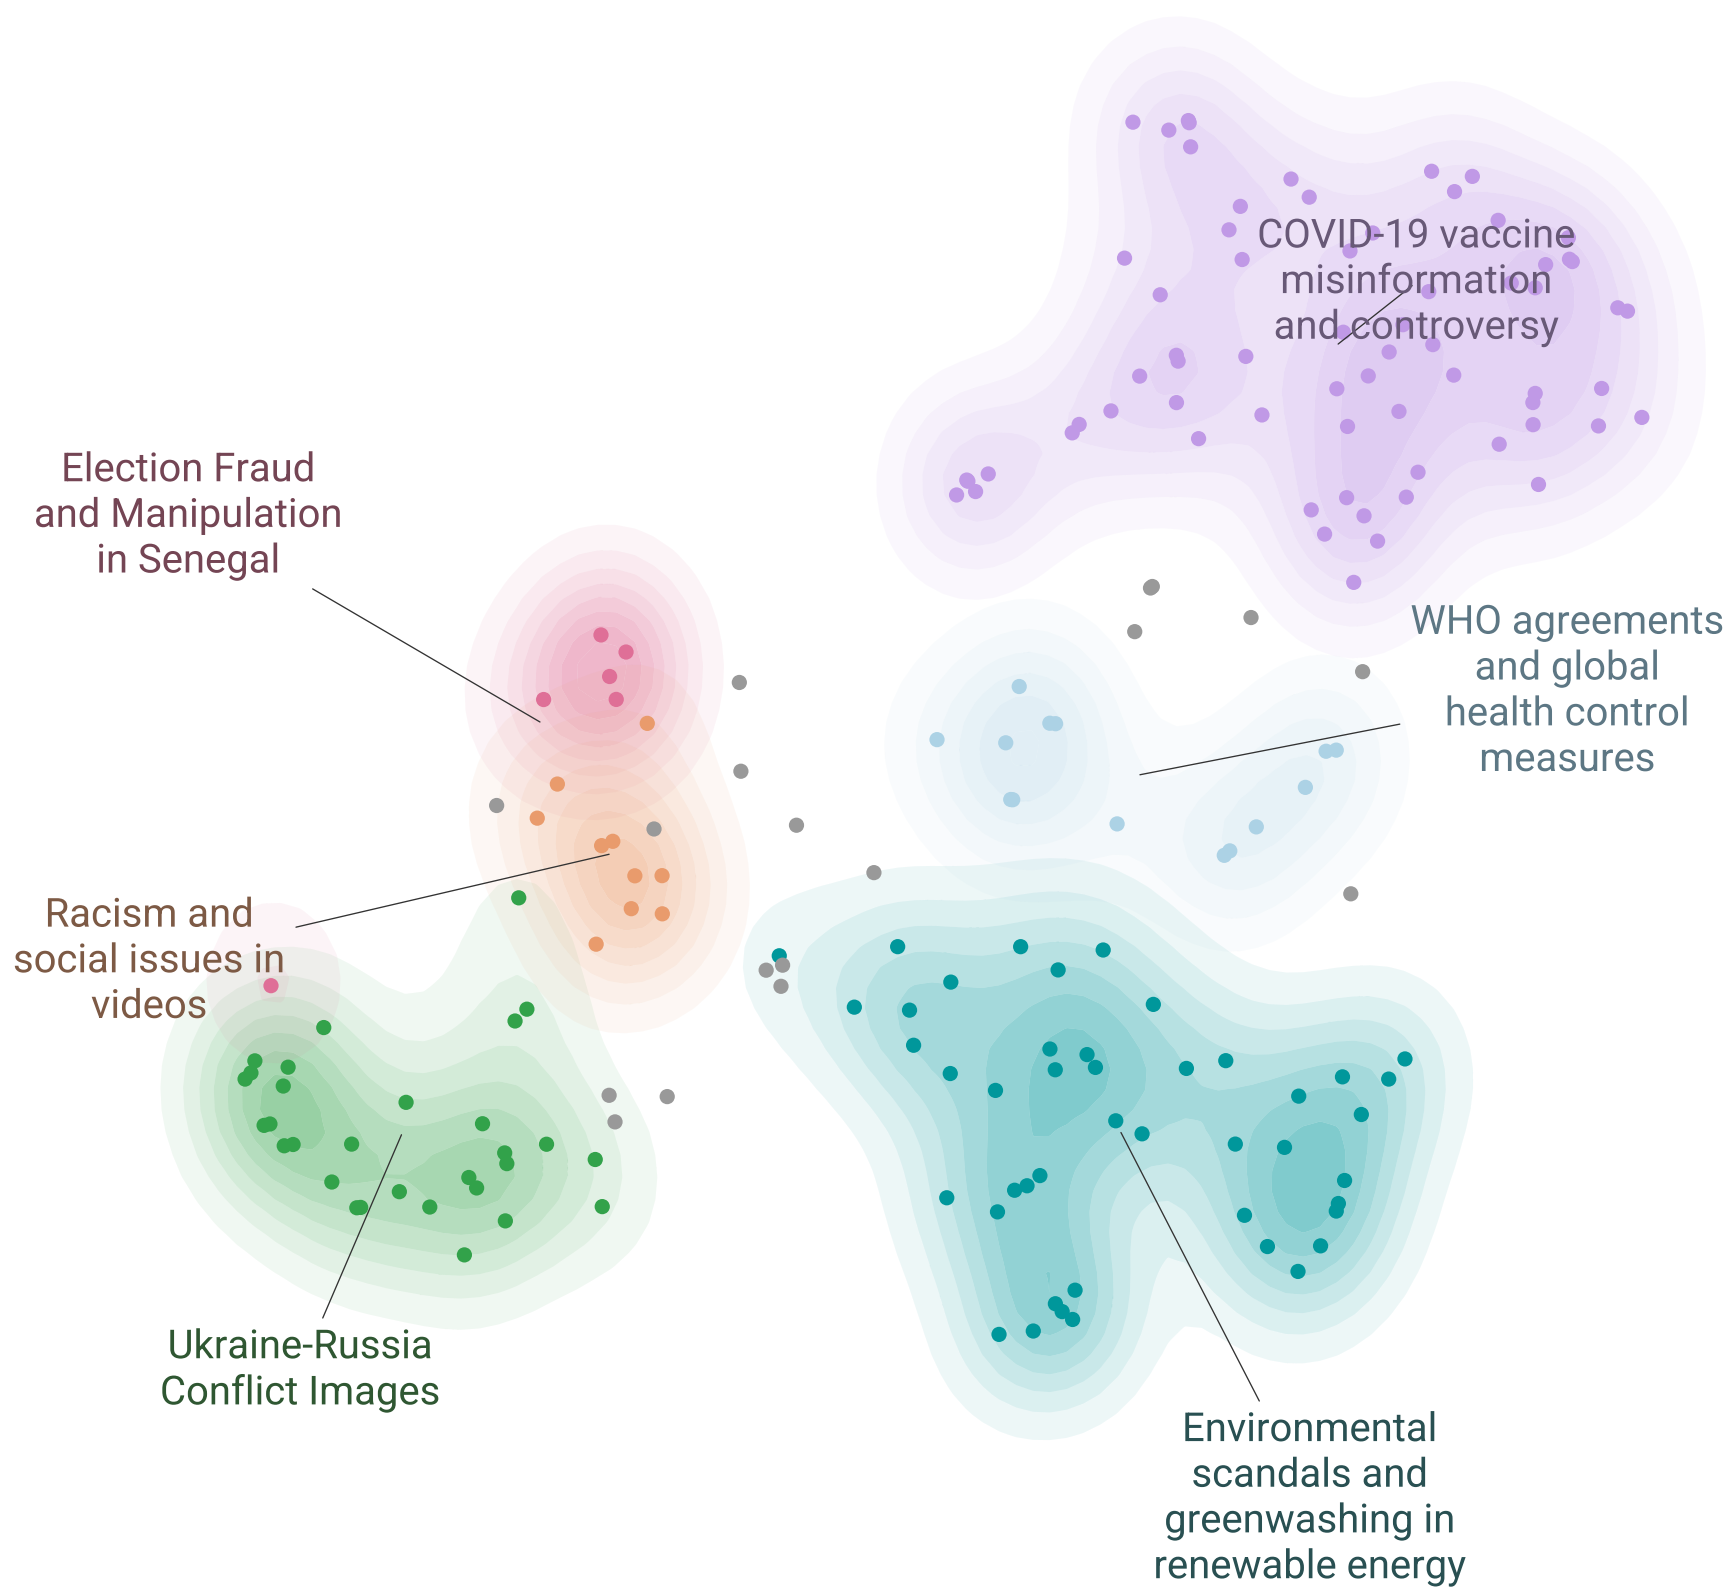 COVID-19 vaccine
misinformation
and controversy
Election Fraud
and Manipulation
in Senegal
WHO agreements
and global
health control
measures
Racism and
social issues in
videos
Ukraine-Russia
Conflict Images
Environmental
scandals and
greenwashing in
renewable energy